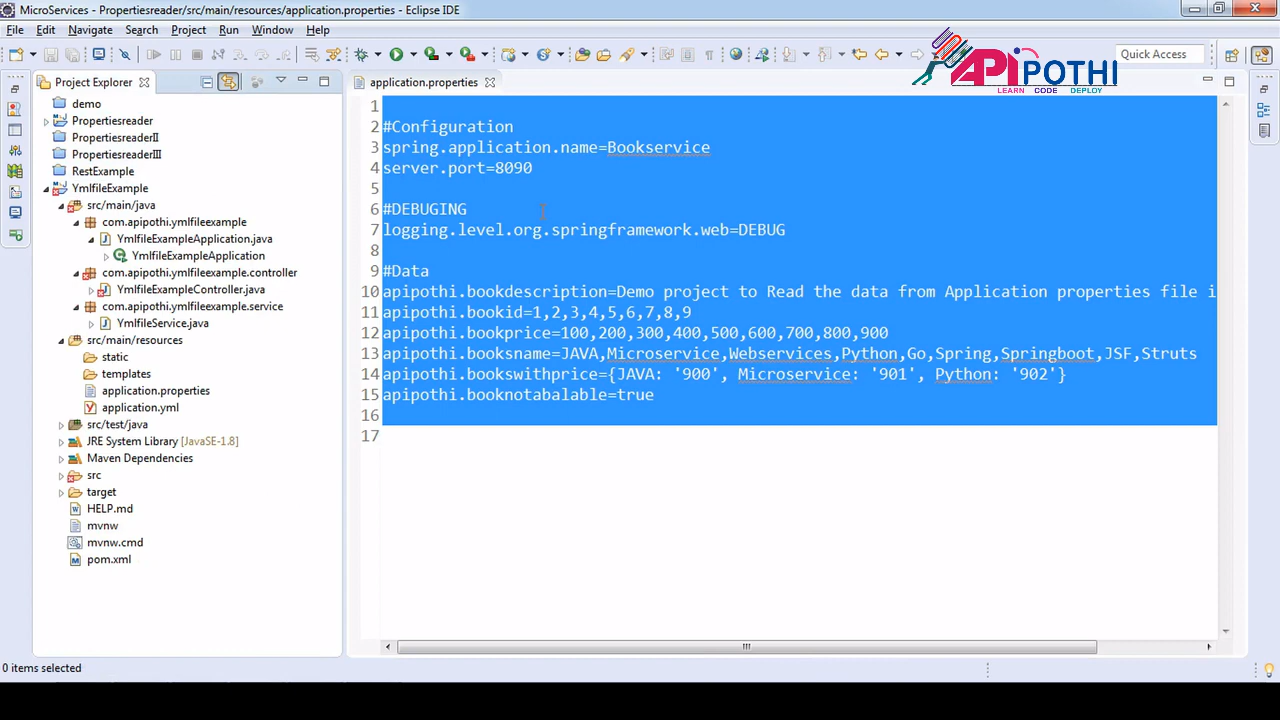 MicroServices - Propertiesreader/src/main/resources/application.properties - Eclipse IDE
File Edit Navigate Search Project Run Window Help
Quick Access
APIPOTHI
LEARN CODE DEPLOY
Project Explorer
demo
Propertiesreader
PropertiesreaderII
PropertiesreaderIII
RestExample
YmlfileExample
src/main/java
com.apipothi.ymlfileexample
YmlfileExampleApplication.java
YmlfileExampleApplication
com.apipothi.ymlfileexample.controller
YmlfileExampleController.java
com.apipothi.ymlfileexample.service
YmlfileService.java
src/main/resources
static
templates
application.properties
application.yml
src/test/java
JRE System Library [JavaSE-1.8]
Maven Dependencies
src
target
HELP.md
mvnw
mvnw.cmd
pom.xml
application.properties
1
2 #Configuration
3 spring.application.name=Bookservice
4 server.port=8090
5
6 #DEBUGING
7 logging.level.org.springframework.web=DEBUG
8
9 #Data
10 apipothi.bookdescription=Demo project to Read the data from Application properties file i
11 apipothi.bookid=1,2,3,4,5,6,7,8,9
12 apipothi.bookprice=100,200,300,400,500,600,700,800,900
13 apipothi.booksname=JAVA,Microservice,Webservices,Python,Go,Spring,Springboot,JSF,Struts
14 apipothi.bookswithprice={JAVA: '900', Microservice: '901', Python: '902'}
15 apipothi.booknotabalable=true
16
17
0 items selected